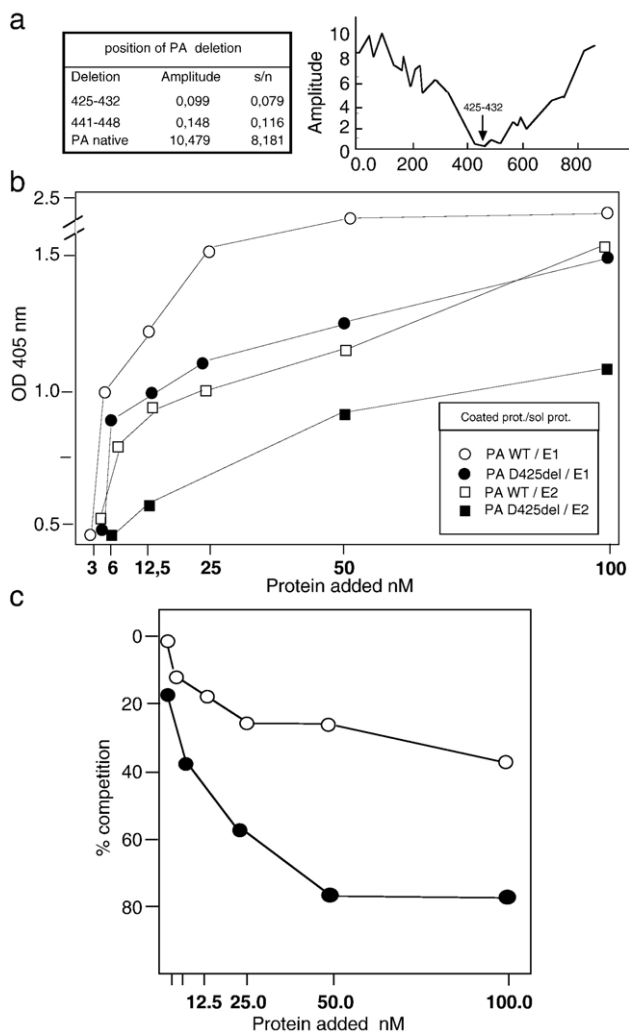 a
position of PA deletion
Deletion Amplitude s/n
425-432 0,099 0,079
441-448 0,148 0,116
PA native 10,479 8,181
Amplitude
10
8
6
4
2
0
425-432
0.0 200 400 600 800
b
OD 405 nm
2.5
1.5
1.0
0.5
Coated prot./sol prot.
PA WT / E1
PA D425del / E1
PA WT / E2
PA D425del / E2
3 6 12,5 25 50 100
Protein added nM
c
% competition
0
20
40
60
80
12.5 25.0 50.0 100.0
Protein added nM